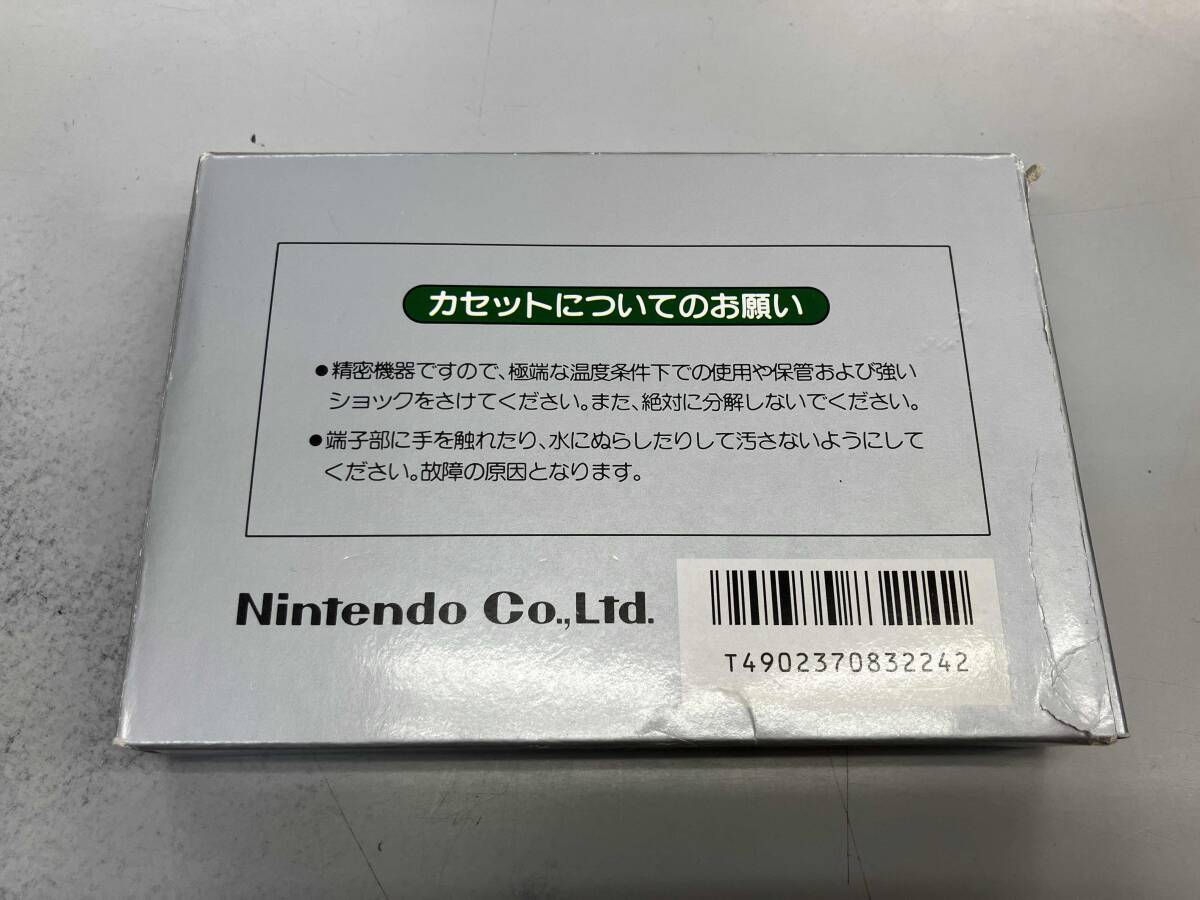 カセットについてのお願い
●精密機器ですので、極端な温度条件下での使用や保管および強い
ショックをさけてください。また、絶対に分解しないでください。
●端子部に手を触れたり、水にぬらしたりして汚さないようにして
ください。故障の原因となります。
Nintendo Co.,Ltd.
T4902370832242